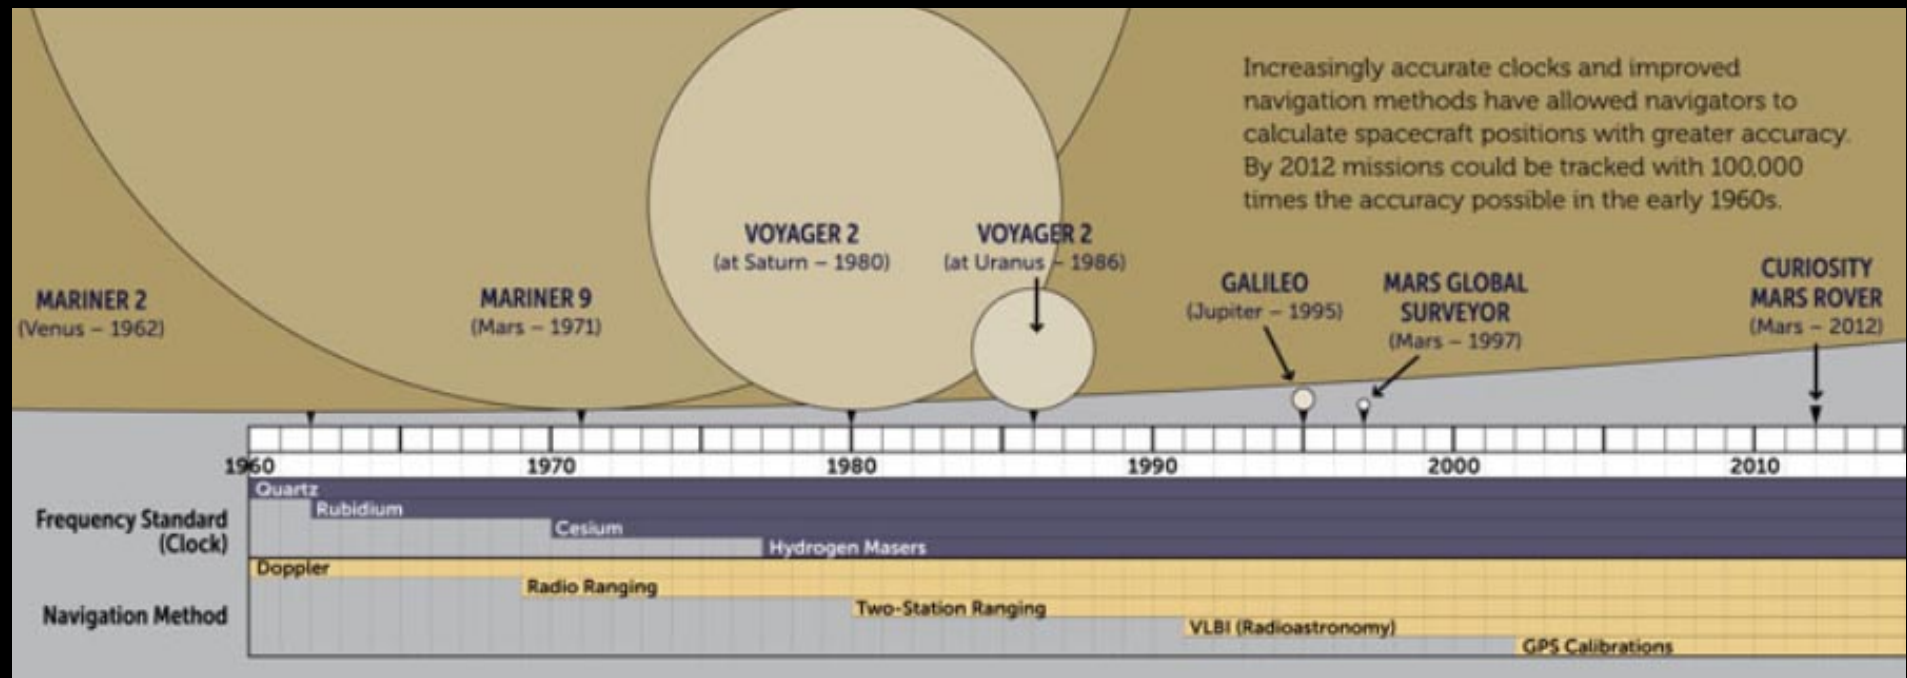 Increasingly accurate clocks and improved
navigation methods have allowed navigators to
calculate spacecraft positions with greater accuracy.
By 2012 missions could be tracked with 100,000
times the accuracy possible in the early 1960s.
MARINER 2
(Venus – 1962)
MARINER 9
(Mars – 1971)
VOYAGER 2
(at Saturn – 1980)
VOYAGER 2
(at Uranus – 1986)
GALILEO
(Jupiter – 1995)
MARS GLOBAL
SURVEYOR
(Mars – 1997)
CURIOSITY
MARS ROVER
(Mars – 2012)
1960 1970 1980 1990 2000 2010
Frequency Standard
(Clock)
Quartz
Rubidium
Cesium
Hydrogen Masers
Navigation Method
Doppler
Radio Ranging
Two-Station Ranging
VLBI (Radioastronomy)
GPS Calibrations